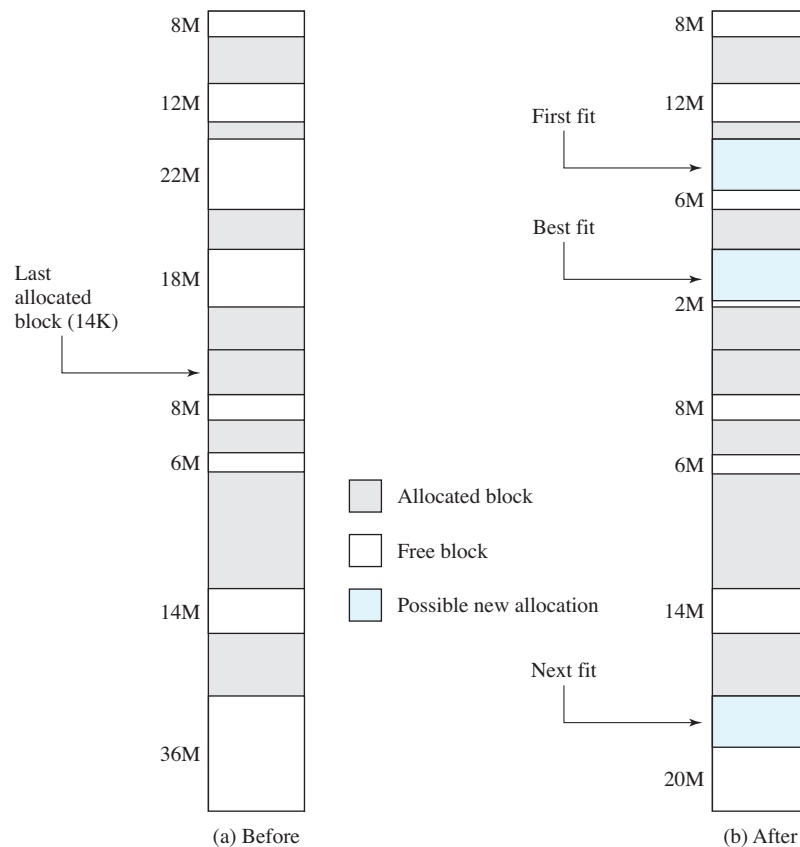 8M
12M
22M
18M
Last
allocated
block (14K)
8M
6M
14M
36M
(a) Before
Allocated block
Free block
Possible new allocation
8M
12M
First fit
6M
Best fit
2M
8M
6M
14M
Next fit
20M
(b) After